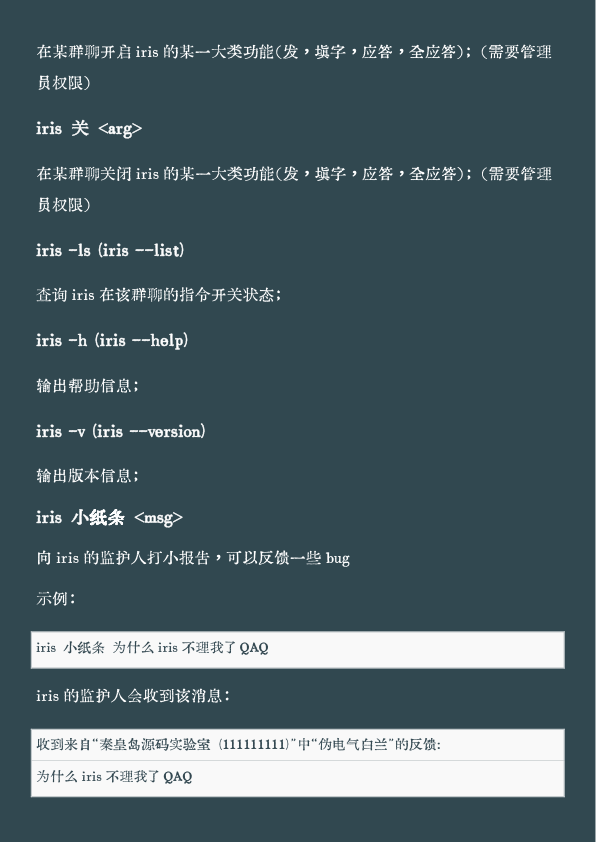 在某群聊开启 iris 的某一大类功能(发，填字，应答，全应答)；（需要管理
员权限）
iris 关 <arg>
在某群聊关闭 iris 的某一大类功能(发，填字，应答，全应答)；（需要管理
员权限）
iris -ls (iris --list)
查询 iris 在该群聊的指令开关状态；
iris -h (iris --help)
输出帮助信息；
iris -v (iris --version)
输出版本信息；
iris 小纸条 <msg>
向 iris 的监护人打小报告，可以反馈一些 bug
示例：
iris 小纸条 为什么 iris 不理我了 QAQ
iris 的监护人会收到该消息：
收到来自“秦皇岛源码实验室（111111111）”中“伪电气白兰”的反馈:
为什么 iris 不理我了 QAQ